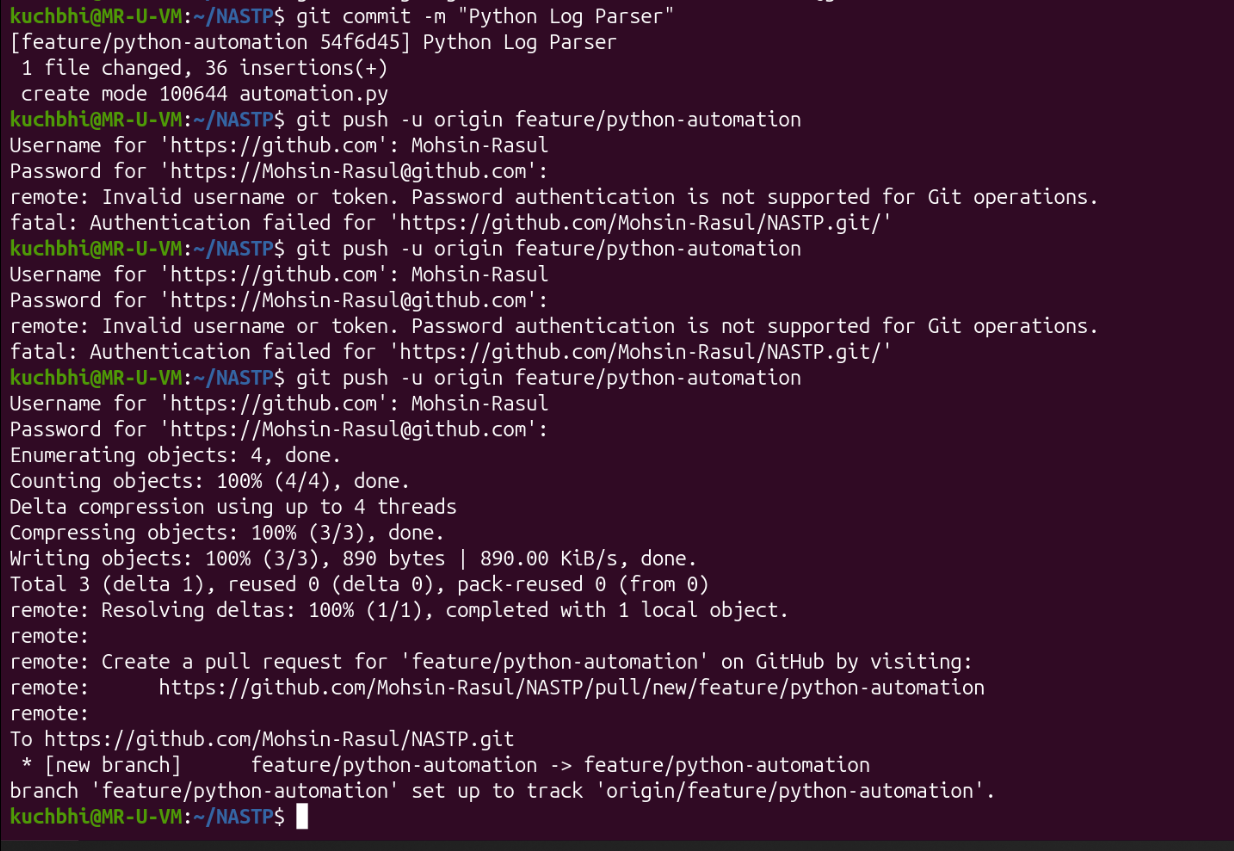 kuchbhi@MR-U-VM:~/NASTP$ git commit -m "Python Log Parser"
[feature/python-automation 54f6d45] Python Log Parser
 1 file changed, 36 insertions(+)
 create mode 100644 automation.py
kuchbhi@MR-U-VM:~/NASTP$ git push -u origin feature/python-automation
Username for 'https://github.com': Mohsin-Rasul
Password for 'https://Mohsin-Rasul@github.com':
remote: Invalid username or token. Password authentication is not supported for Git operations.
fatal: Authentication failed for 'https://github.com/Mohsin-Rasul/NASTP.git/'
kuchbhi@MR-U-VM:~/NASTP$ git push -u origin feature/python-automation
Username for 'https://github.com': Mohsin-Rasul
Password for 'https://Mohsin-Rasul@github.com':
remote: Invalid username or token. Password authentication is not supported for Git operations.
fatal: Authentication failed for 'https://github.com/Mohsin-Rasul/NASTP.git/'
kuchbhi@MR-U-VM:~/NASTP$ git push -u origin feature/python-automation
Username for 'https://github.com': Mohsin-Rasul
Password for 'https://Mohsin-Rasul@github.com':
Enumerating objects: 4, done.
Counting objects: 100% (4/4), done.
Delta compression using up to 4 threads
Compressing objects: 100% (3/3), done.
Writing objects: 100% (3/3), 890 bytes | 890.00 KiB/s, done.
Total 3 (delta 1), reused 0 (delta 0), pack-reused 0 (from 0)
remote: Resolving deltas: 100% (1/1), completed with 1 local object.
remote:
remote: Create a pull request for 'feature/python-automation' on GitHub by visiting:
remote:      https://github.com/Mohsin-Rasul/NASTP/pull/new/feature/python-automation
remote:
To https://github.com/Mohsin-Rasul/NASTP.git
 * [new branch]      feature/python-automation -> feature/python-automation
branch 'feature/python-automation' set up to track 'origin/feature/python-automation'.
kuchbhi@MR-U-VM:~/NASTP$